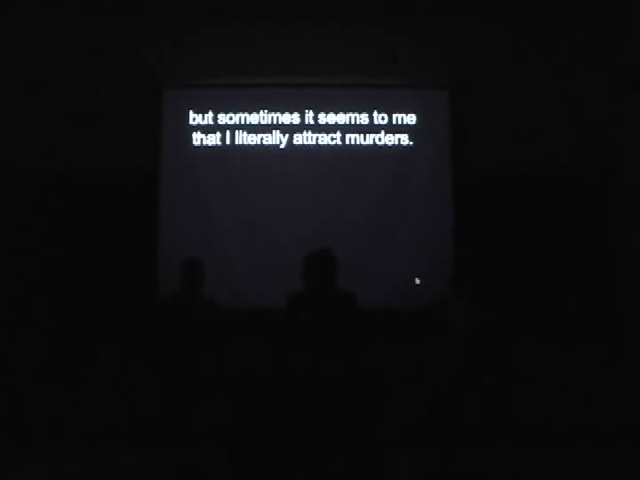 but sometimes it seems to me
that I literally attract murders.